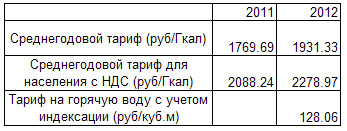 2011 2012
Среднегодовой тариф (руб/Гкал) 1769.69 1931.33
Среднегодовой тариф для
населения с НДС (руб/Гкал) 2088.24 2278.97
Тариф на горячую воду с учетом
индексации (руб/куб.м) 128.06